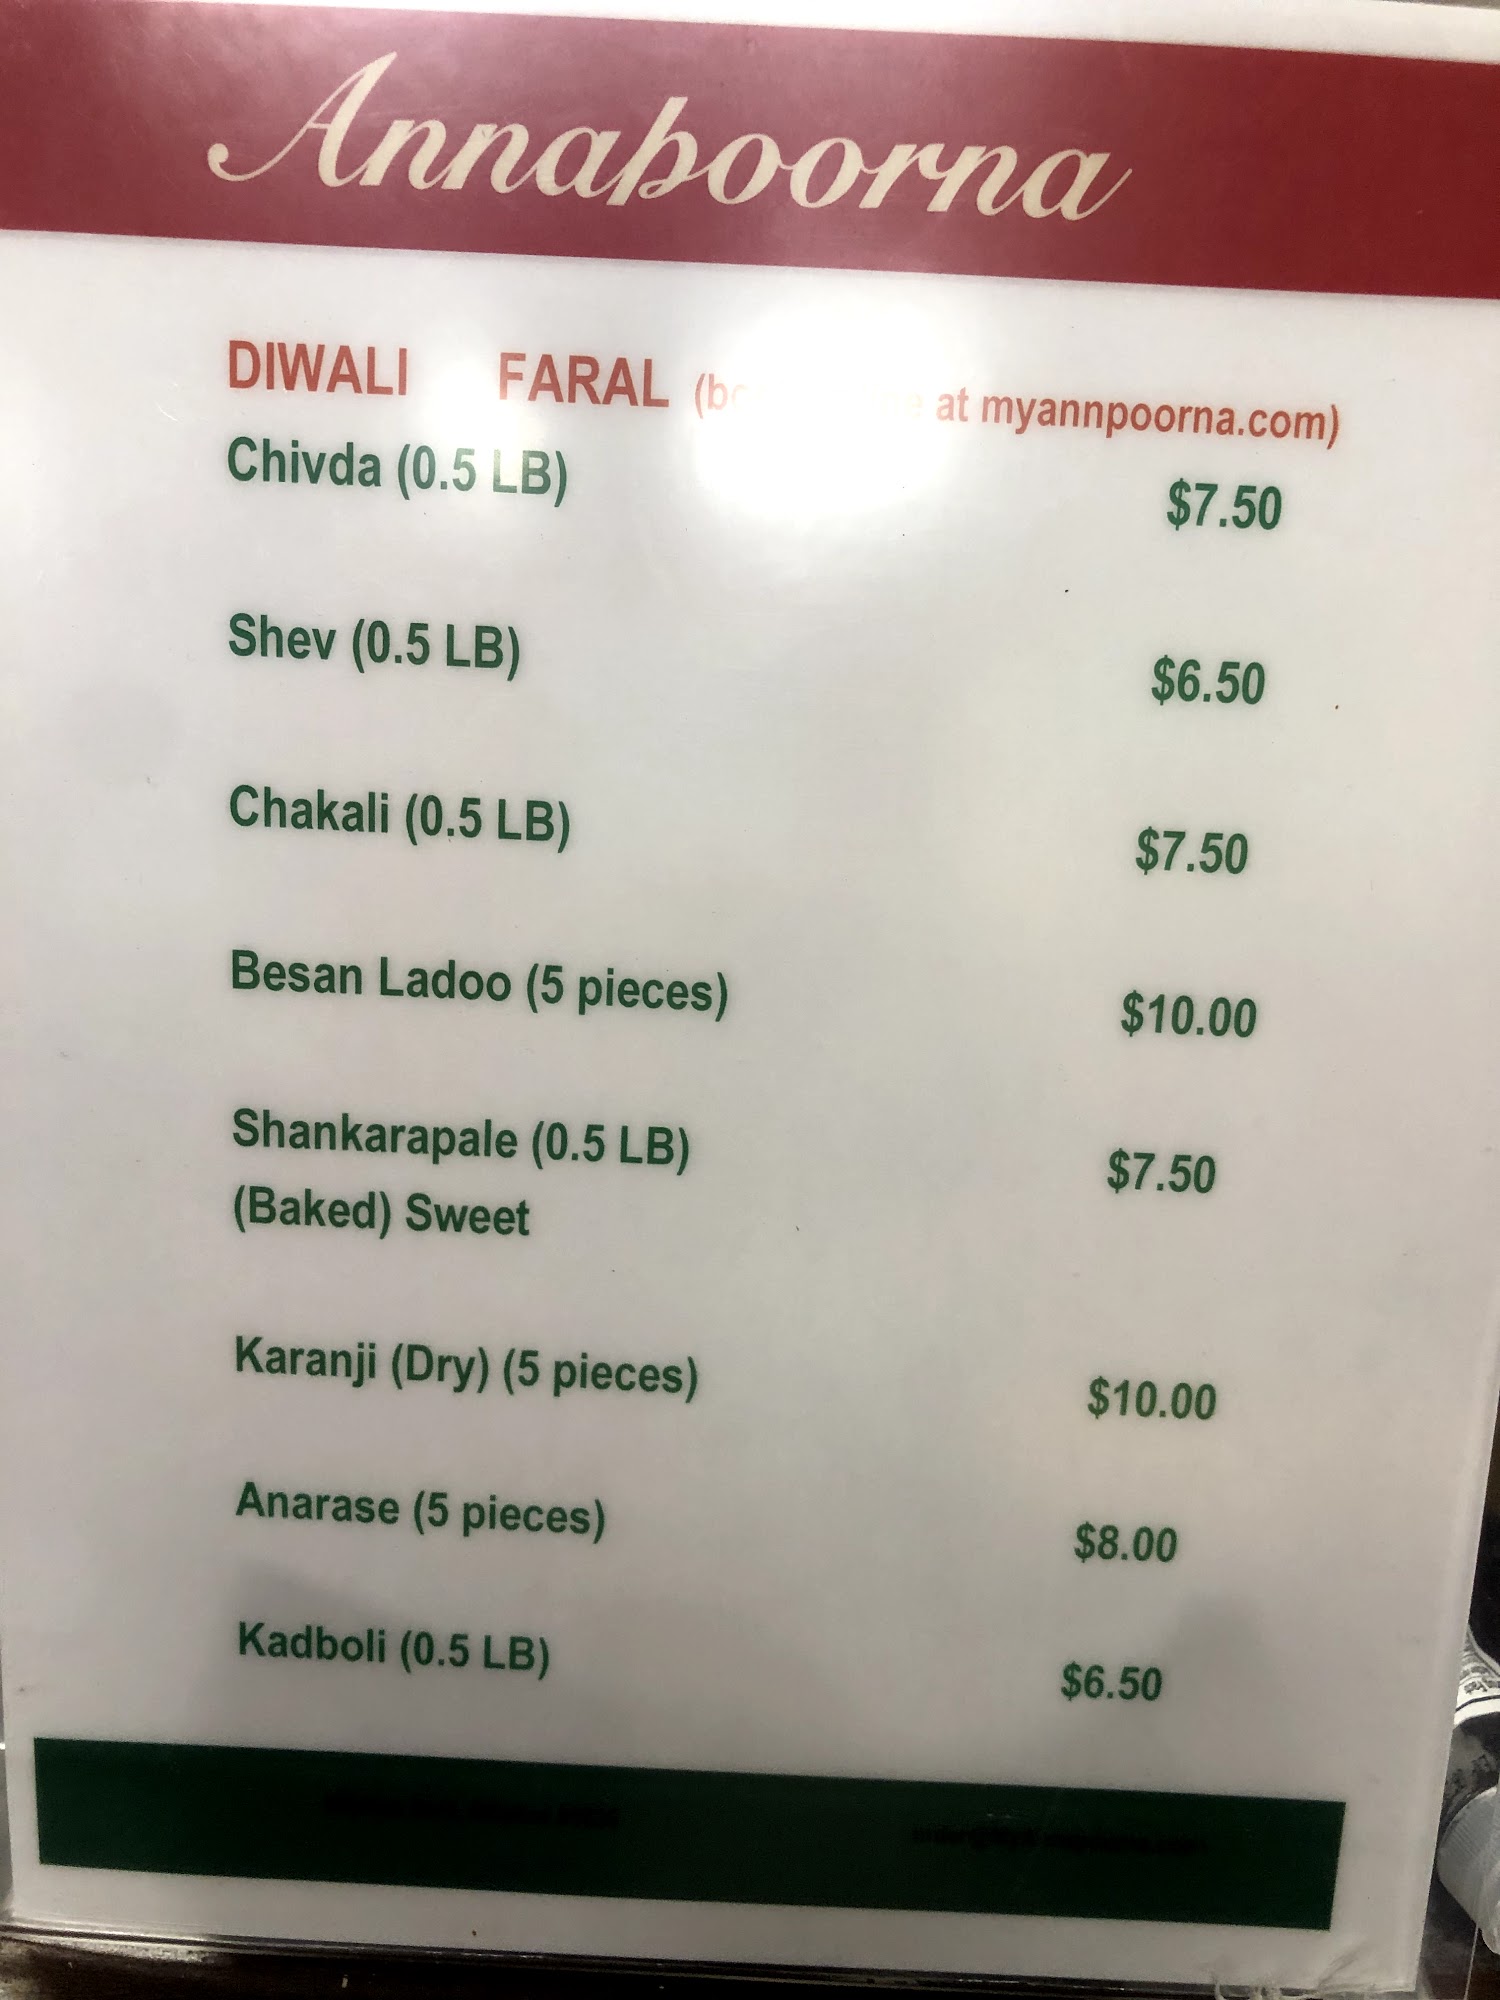 Annapoorna
DIWALI FARAL (bo at myannpoorna.com)
Chivda (0.5 LB) $7.50
Shev (0.5 LB) $6.50
Chakali (0.5 LB) $7.50
Besan Ladoo (5 pieces) $10.00
Shankarapale (0.5 LB) $7.50
(Baked) Sweet
Karanji (Dry) (5 pieces) $10.00
Anarase (5 pieces) $8.00
Kadboli (0.5 LB) $6.50